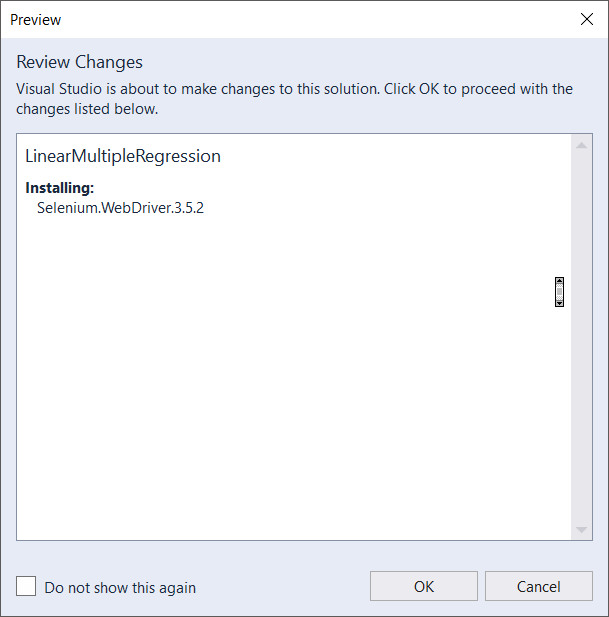 Preview
Review Changes
Visual Studio is about to make changes to this solution. Click OK to proceed with the
changes listed below.
LinearMultipleRegression
Installing:
Selenium.WebDriver.3.5.2
Do not show this again
OK
Cancel